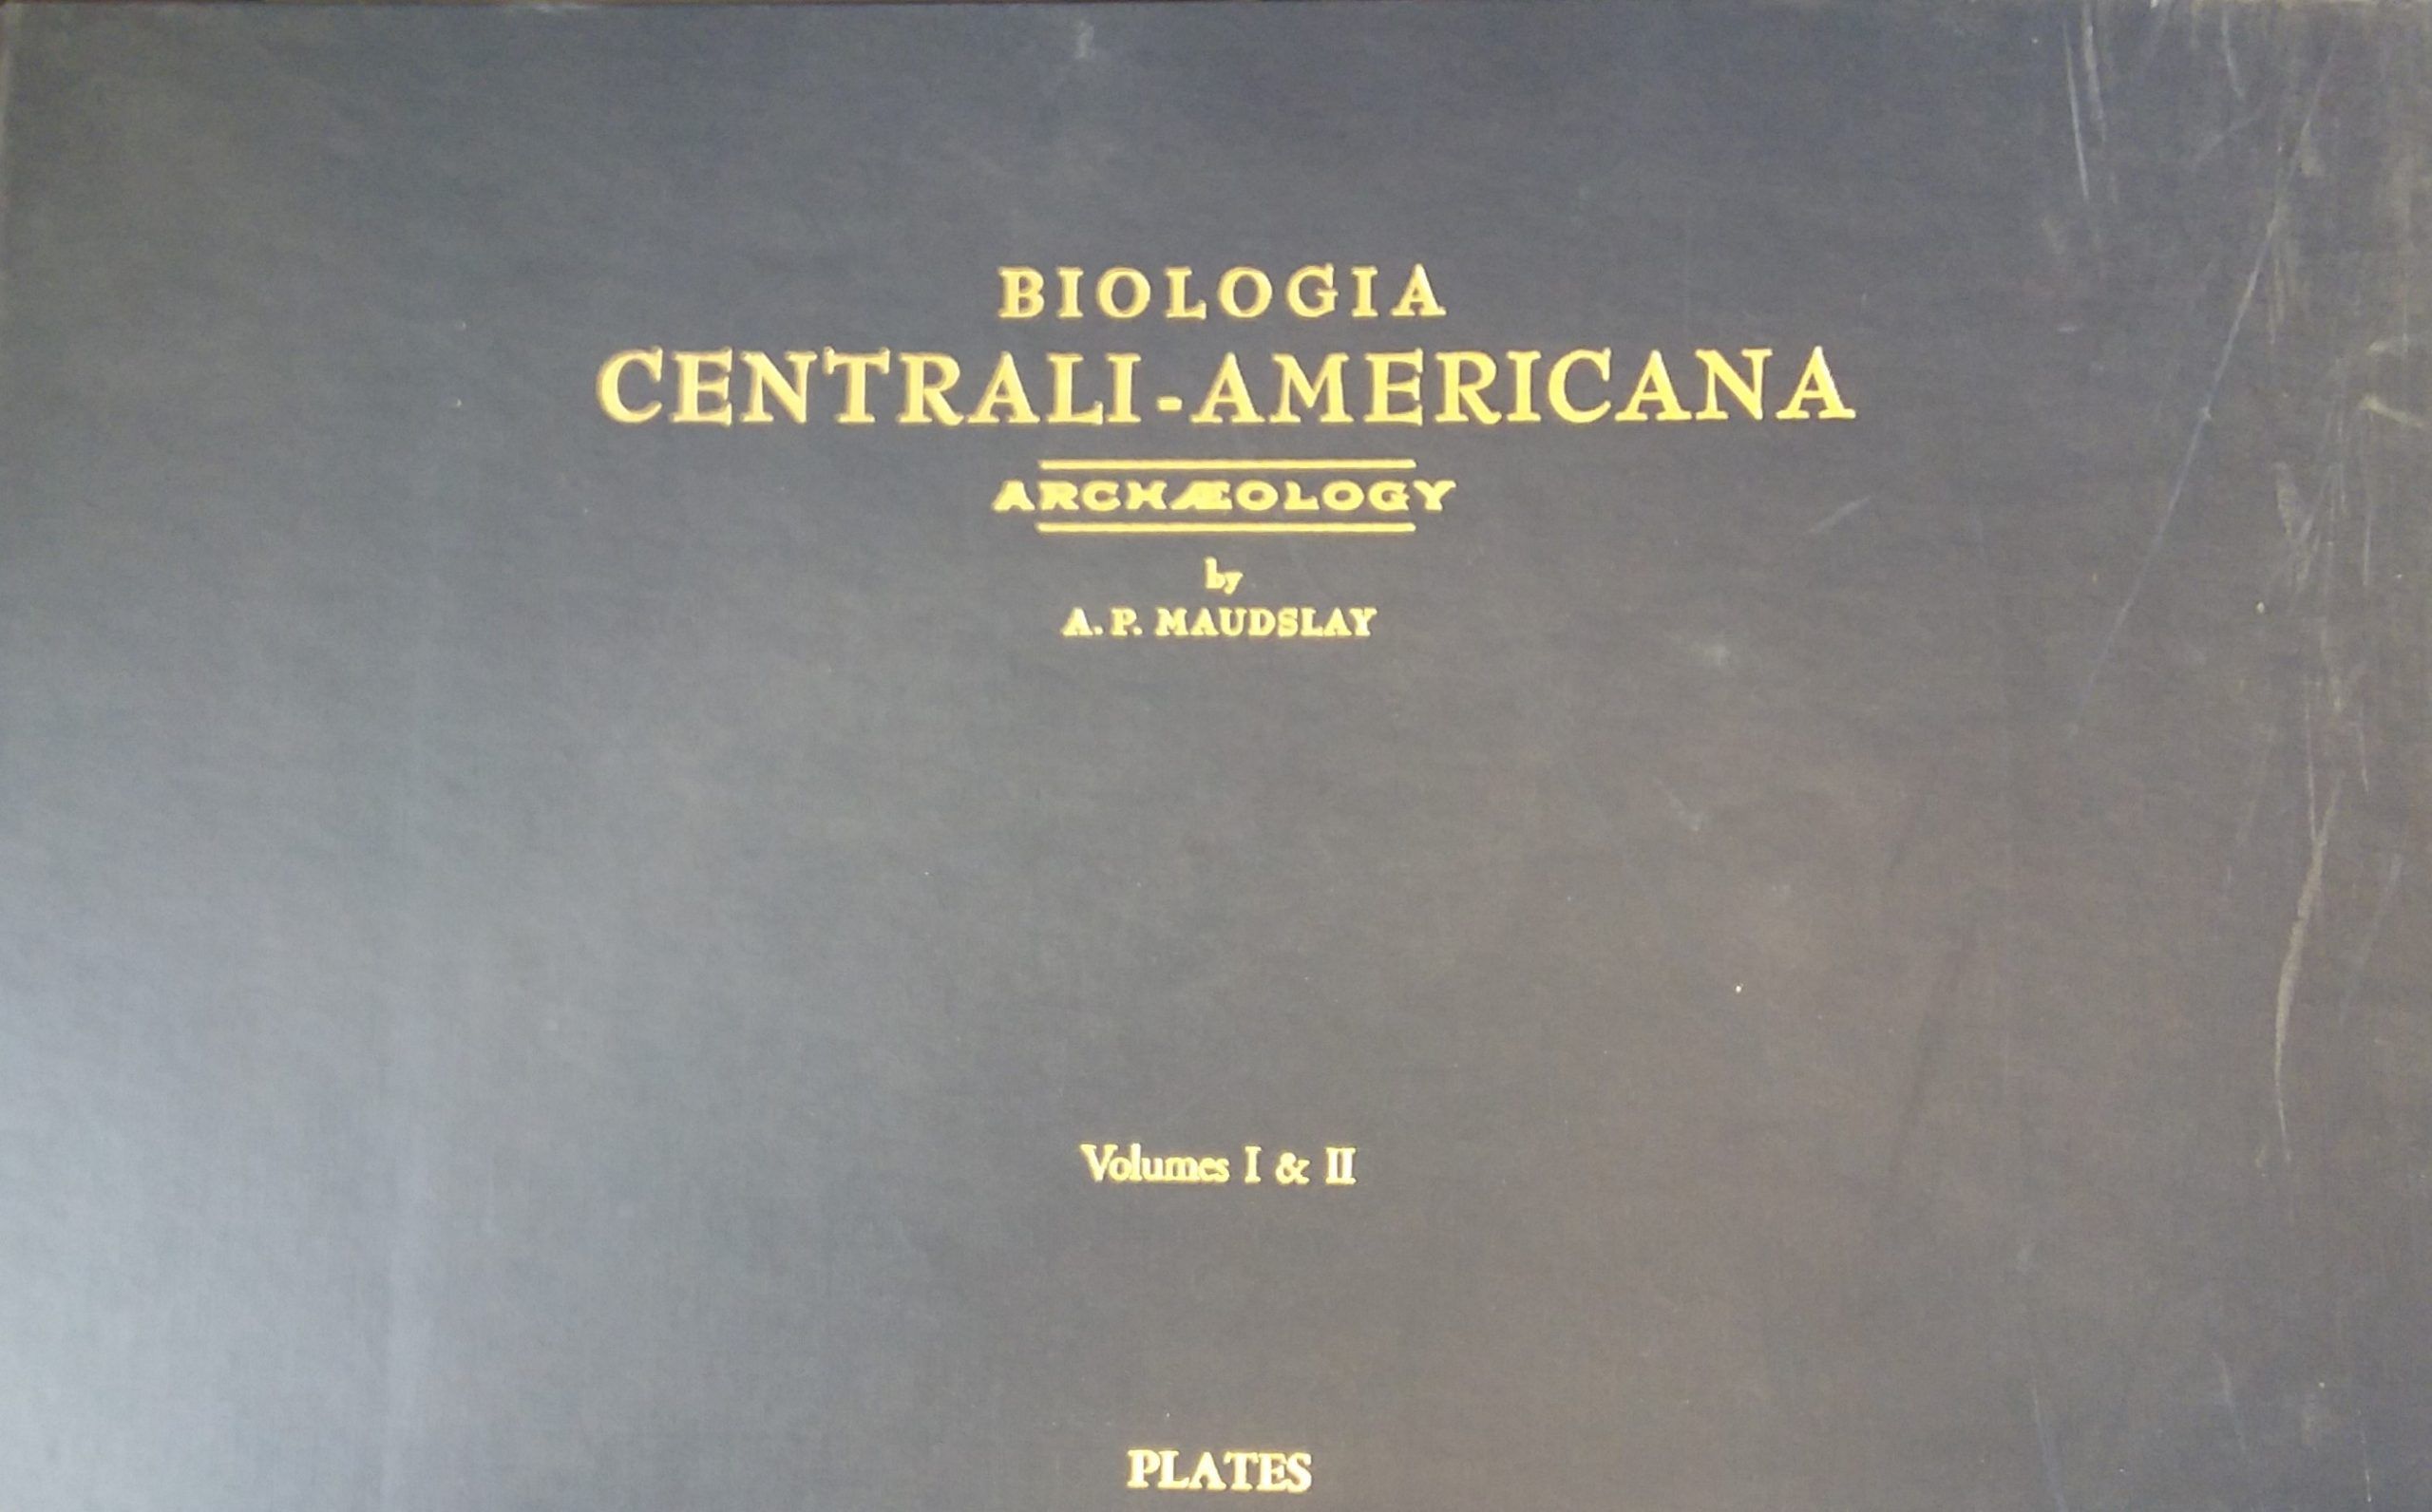 BIOLOGIA
CENTRALI-AMERICANA
ARCHÆOLOGY
by
A. P. MAUDSLAY
Volumes I & II
PLATES